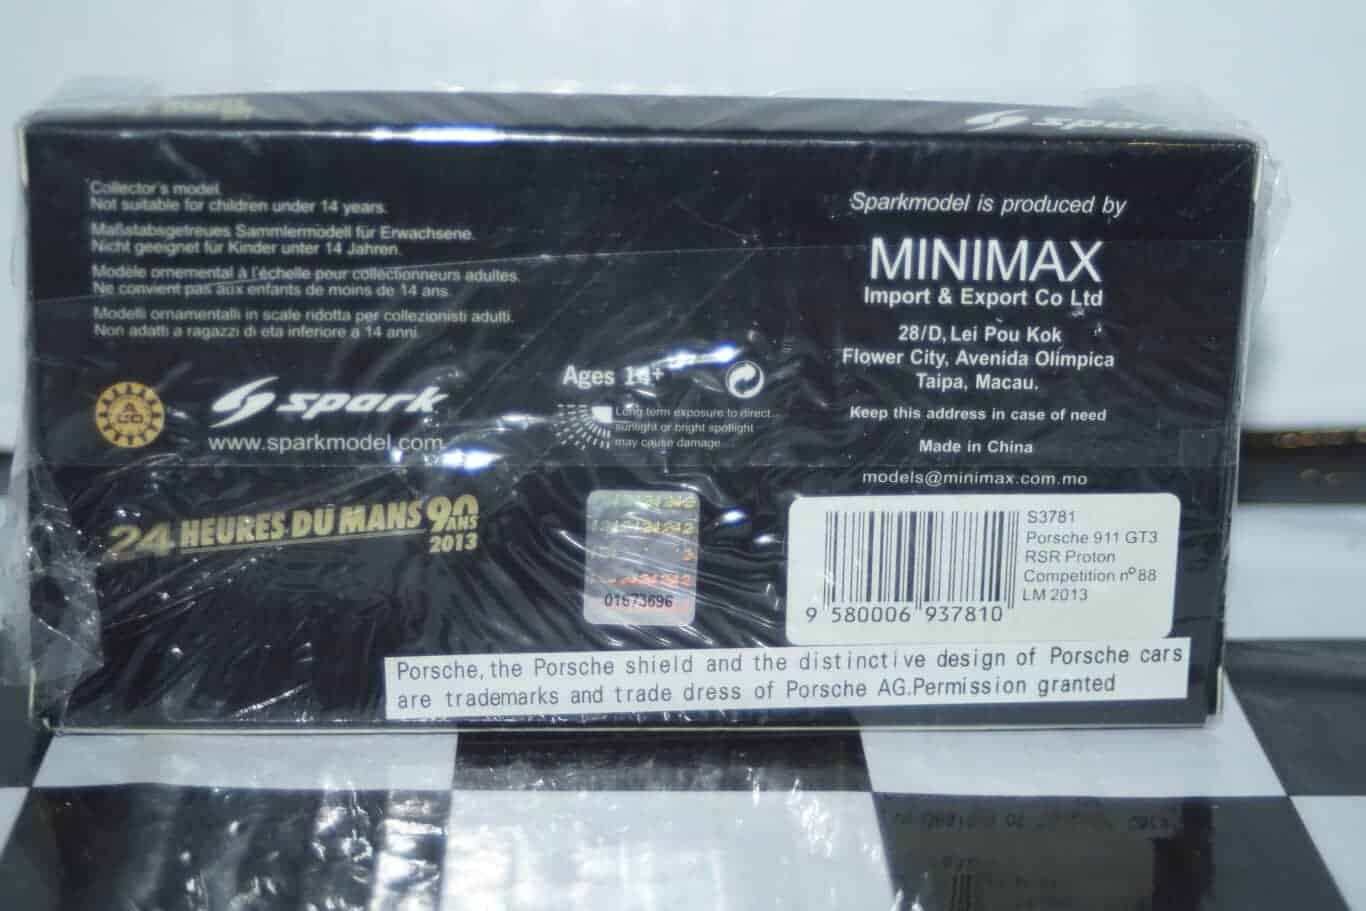 spark
Collector's model.
Not suitable for children under 14 years.
Maßstabsgetreues Sammlermodell für Erwachsene.
Nicht geeignet für Kinder unter 14 Jahren.
Modèle ornemental à l'échelle pour collectionneurs adultes.
Ne convient pas aux enfants de moins de 14 ans.
Modelli ornamentalli in scale ridotta per collezionisti adulti.
Non adatti a ragazzi di eta inferiore a 14 anni.
ACO
spark
www.sparkmodel.com
24 HEURES DU MANS 90
ANS
2013
Ages 14+
Long term exposure to direct
sunlight or bright spotlight
may cause damage
01673696
Sparkmodel is produced by
MINIMAX
Import & Export Co Ltd
28/D, Lei Pou Kok
Flower City, Avenida Olimpica
Taipa, Macau.
Keep this address in case of need
Made in China
models@minimax.com.mo
S3781
Porsche 911 GT3
RSR Proton
Competition nº88
LM 2013
9 580006 937810
Porsche, the Porsche shield and the distinctive design of Porsche cars
are trademarks and trade dress of Porsche AG.Permission granted